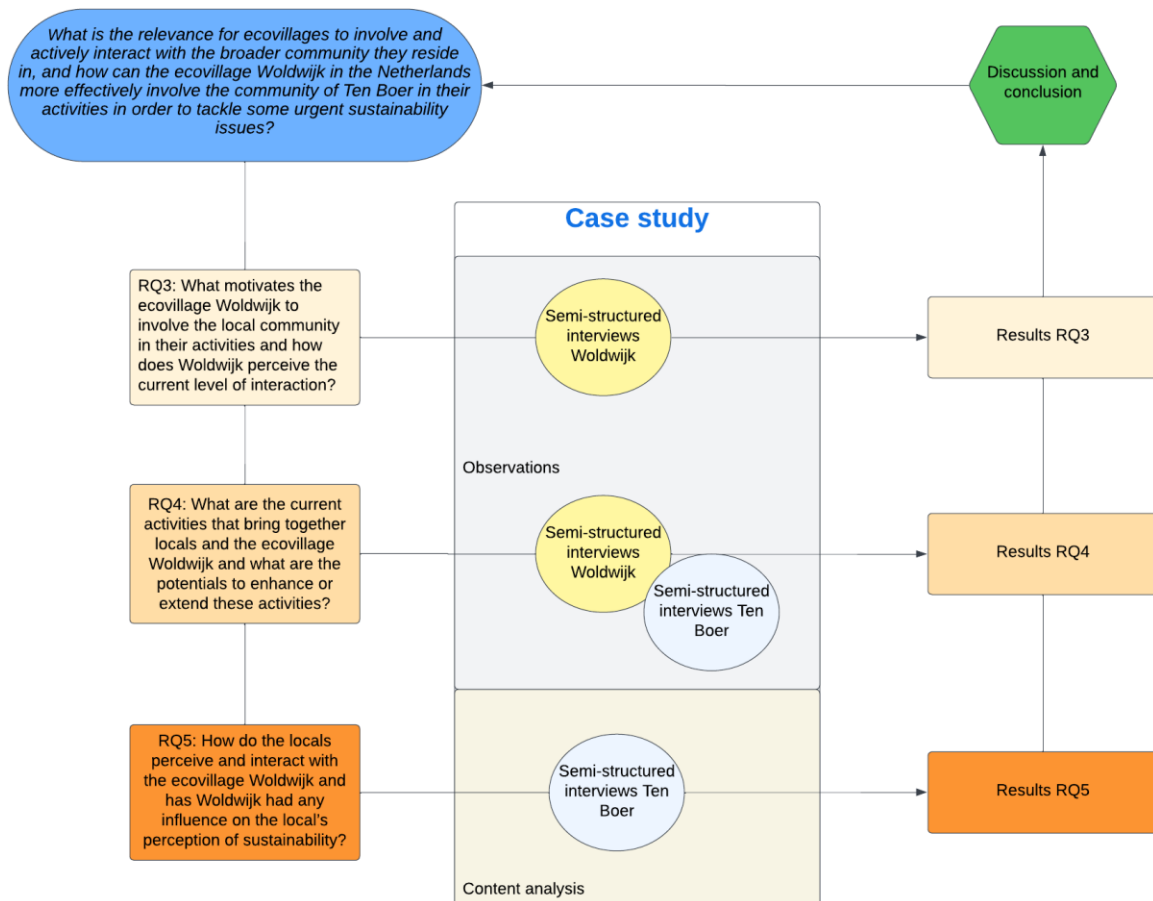 What is the relevance for ecovillages to involve and
actively interact with the broader community they reside
in, and how can the ecovillage Woldwijk in the Netherlands
more effectively involve the community of Ten Boer in their
activities in order to tackle some urgent sustainability
issues?
Discussion and
conclusion
Case study
RQ3: What motivates the
ecovillage Woldwijk to
involve the local community
in their activities and how
does Woldwijk perceive the
current level of interaction?
Semi-structured
interviews
Woldwijk
Results RQ3
Observations
RQ4: What are the current
activities that bring together
locals and the ecovillage
Woldwijk and what are the
potentials to enhance or
extend these activities?
Semi-structured
interviews
Woldwijk
Semi-structured
interviews Ten
Boer
Results RQ4
RQ5: How do the locals
perceive and interact with
the ecovillage Woldwijk and
has Woldwijk had any
influence on the local's
perception of sustainability?
Semi-structured
interviews Ten
Boer
Results RQ5
Content analysis